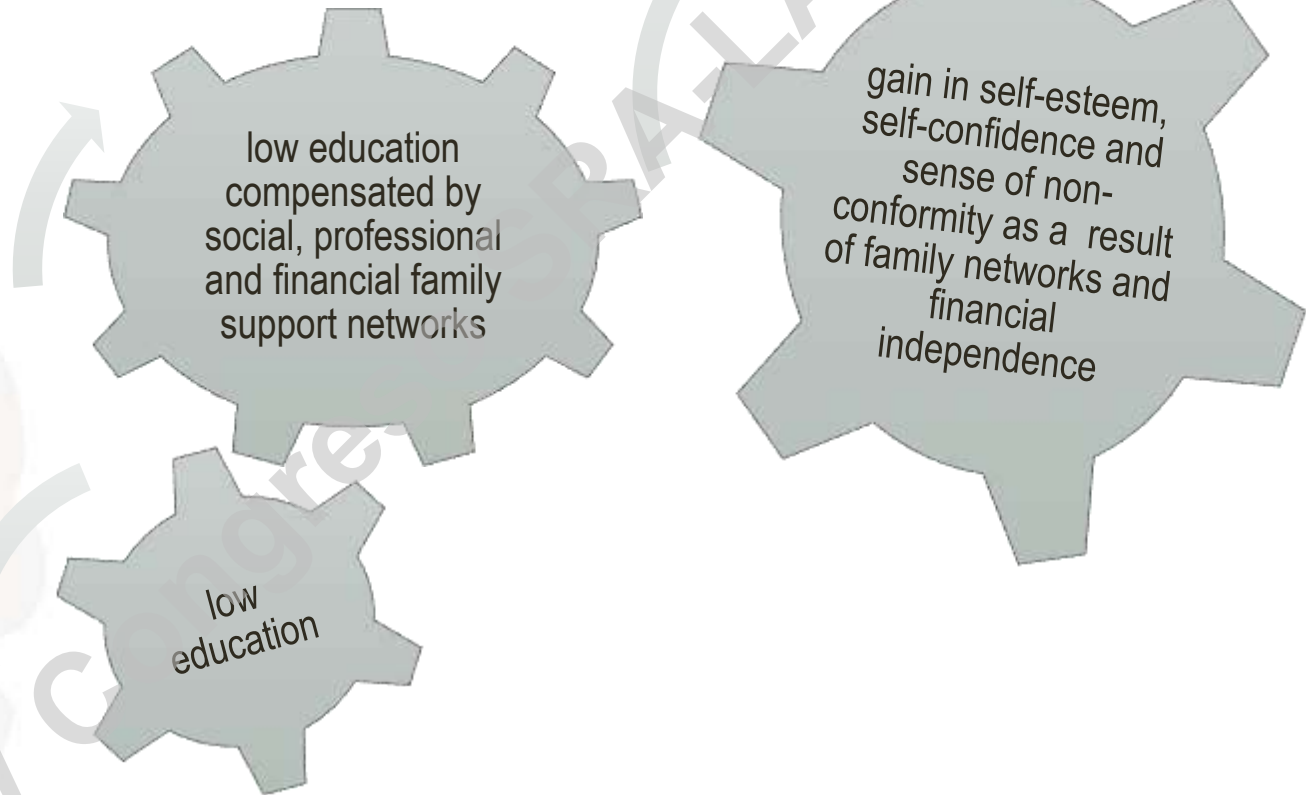 low education
compensated by
social, professional
and financial family
support networks
gain in self-esteem,
self-confidence and
sense of non-
conformity as a  result
of family networks and
financial
independence
low
education